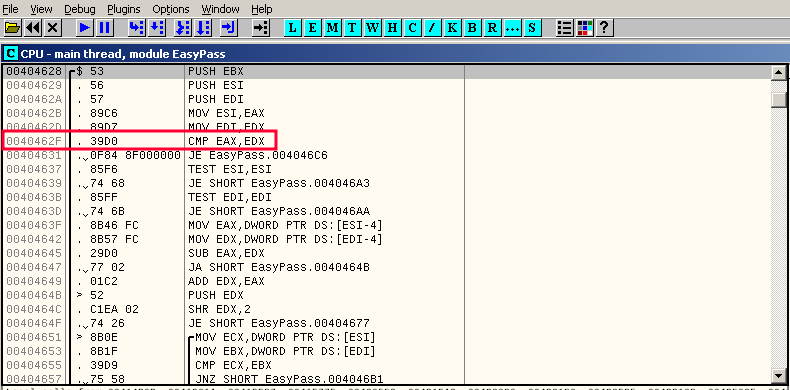 File View Debug Plugins Options Window Help
L E M T W H C / K B R ... S ?
C CPU - main thread, module EasyPass
00404628 $ 53 PUSH EBX
00404629 . 56 PUSH ESI
0040462A . 57 PUSH EDI
0040462B . 89C6 MOV ESI,EAX
0040462D . 89D7 MOV EDI,EDX
0040462F . 39D0 CMP EAX,EDX
00404631 . 0F84 8F000000 JE EasyPass.004046C6
00404637 . 85F6 TEST ESI,ESI
00404639 . 74 68 JE SHORT EasyPass.004046A3
0040463B . 85FF TEST EDI,EDI
0040463D . 74 6B JE SHORT EasyPass.004046AA
0040463F . 8B46 FC MOV EAX,DWORD PTR DS:[ESI-4]
00404642 . 8B57 FC MOV EDX,DWORD PTR DS:[EDI-4]
00404645 . 29D0 SUB EAX,EDX
00404647 . 77 02 JA SHORT EasyPass.0040464B
00404649 . 01C2 ADD EDX,EAX
0040464B > 52 PUSH EDX
0040464C . C1EA 02 SHR EDX,2
0040464F . 74 26 JE SHORT EasyPass.00404677
00404651 > 8B0E MOV ECX,DWORD PTR DS:[ESI]
00404653 . 8B1F MOV EBX,DWORD PTR DS:[EDI]
00404655 . 39D9 CMP ECX,EBX
00404657 . 75 58 JNZ SHORT EasyPass.004046B1